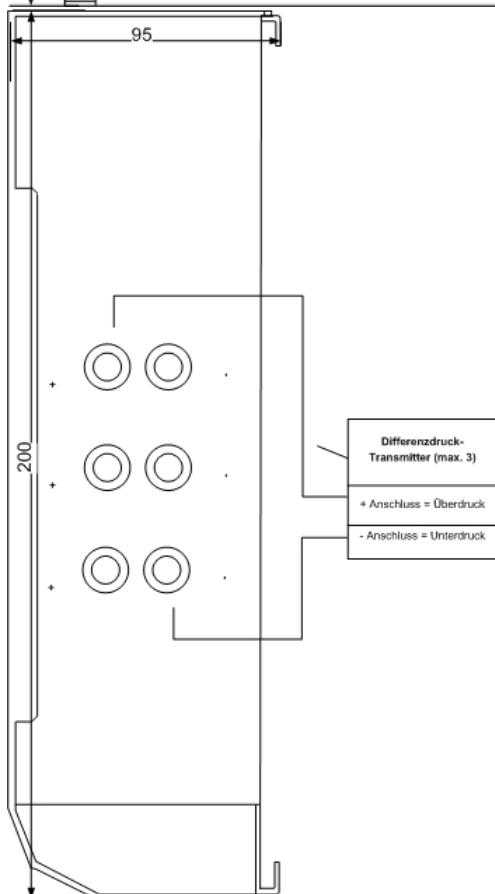 95
+
-
+
-
+
-
200
Differenzdruck-
Transmitter (max. 3)
+ Anschluss = Überdruck
- Anschluss = Unterdruck